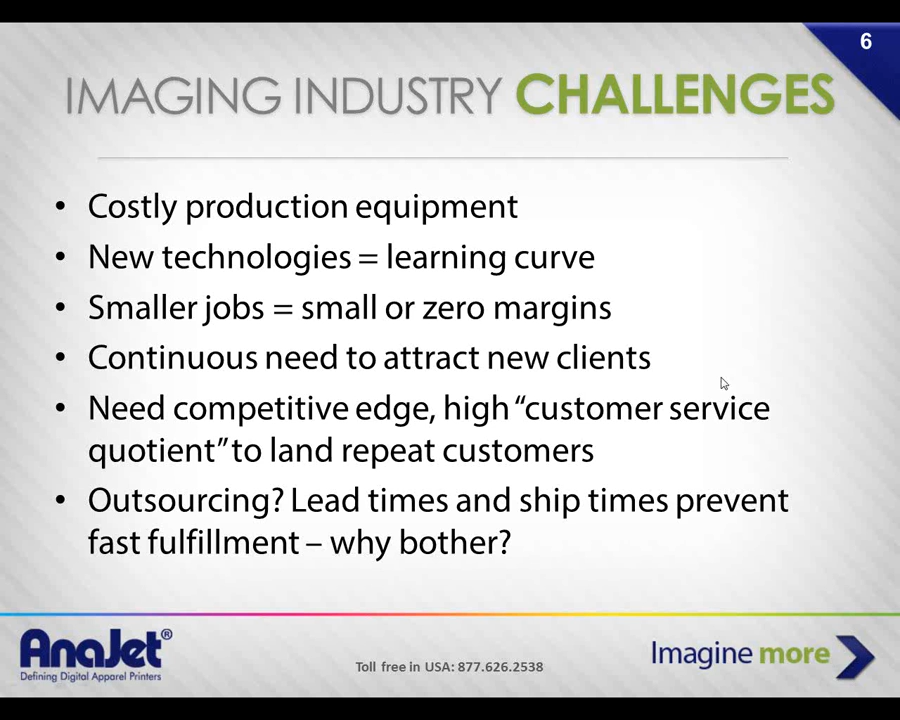 6
IMAGING INDUSTRY CHALLENGES
• Costly production equipment
• New technologies = learning curve
• Smaller jobs = small or zero margins
• Continuous need to attract new clients
• Need competitive edge, high “customer service
quotient” to land repeat customers
• Outsourcing? Lead times and ship times prevent
fast fulfillment – why bother?
AnaJet®
Defining Digital Apparel Printers
Toll free in USA: 877.626.2538
Imagine more